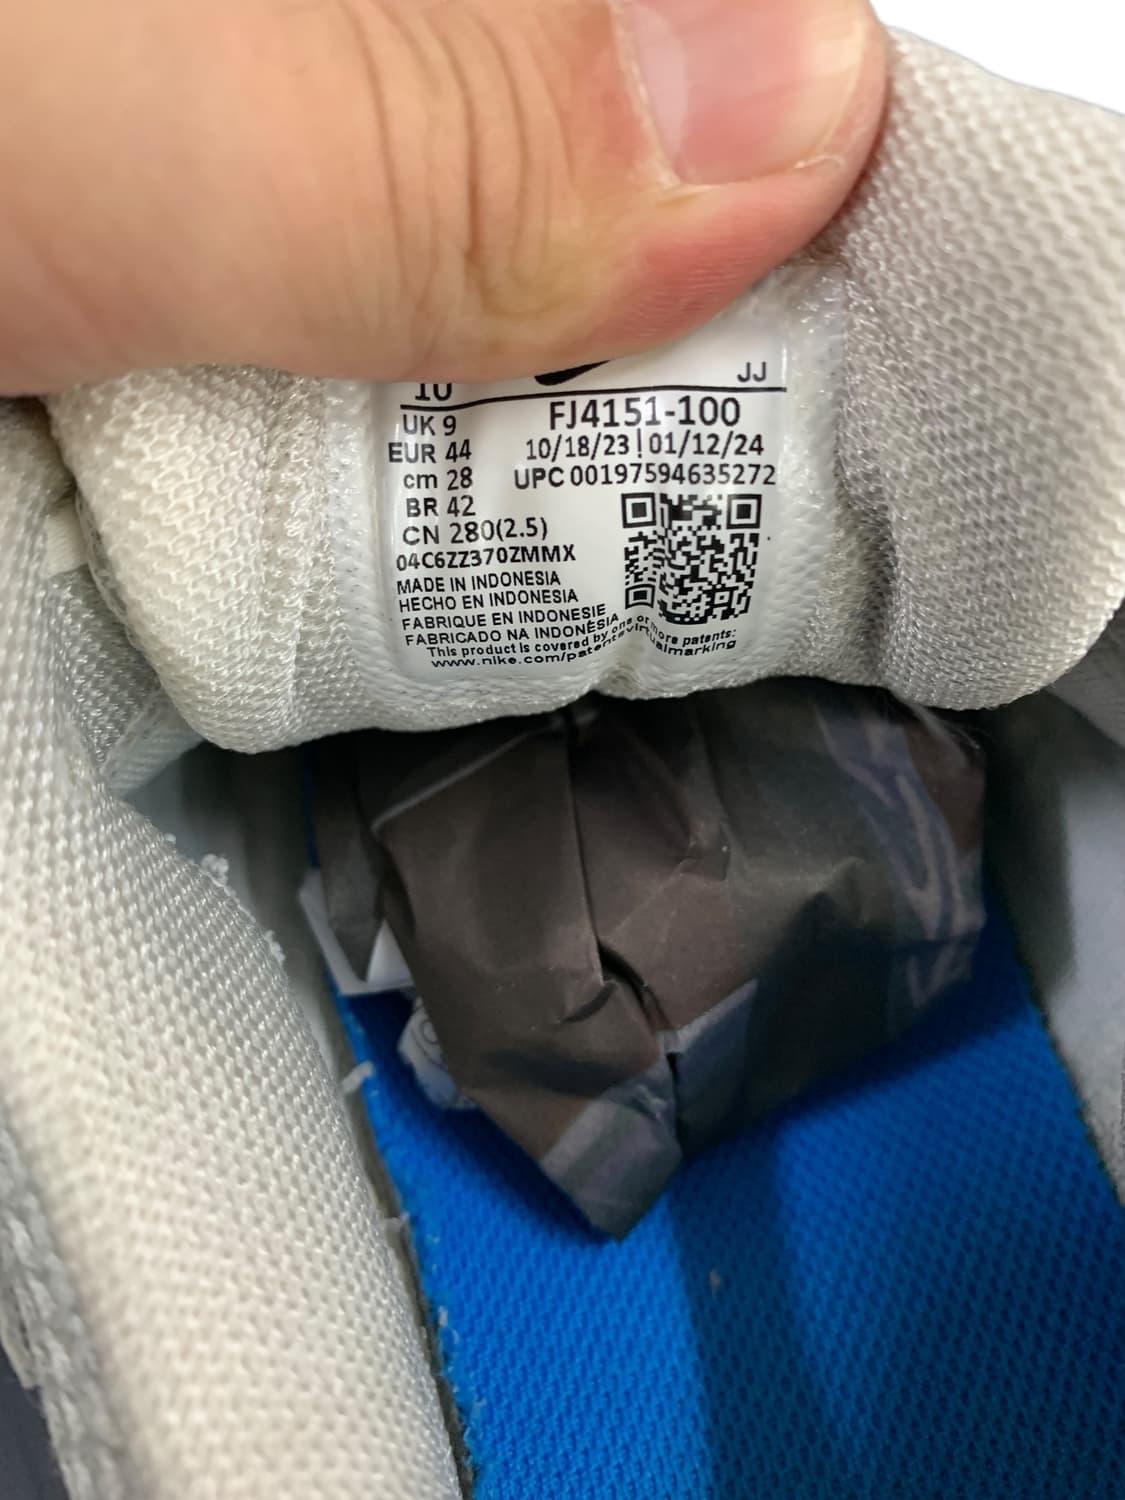 10 JJ
UK 9 FJ4151-100
EUR 44 10/18/23 | 01/12/24
cm 28 UPC 00197594635272
BR 42
CN 280(2.5)
04C6ZZ370ZMMX
MADE IN INDONESIA
HECHO EN INDONESIA
FABRIQUE EN INDONESIE
FABRICADO NA INDONÉSIA
This product is covered by one or more patents:
www.nike.com/patentsvirtualmarking